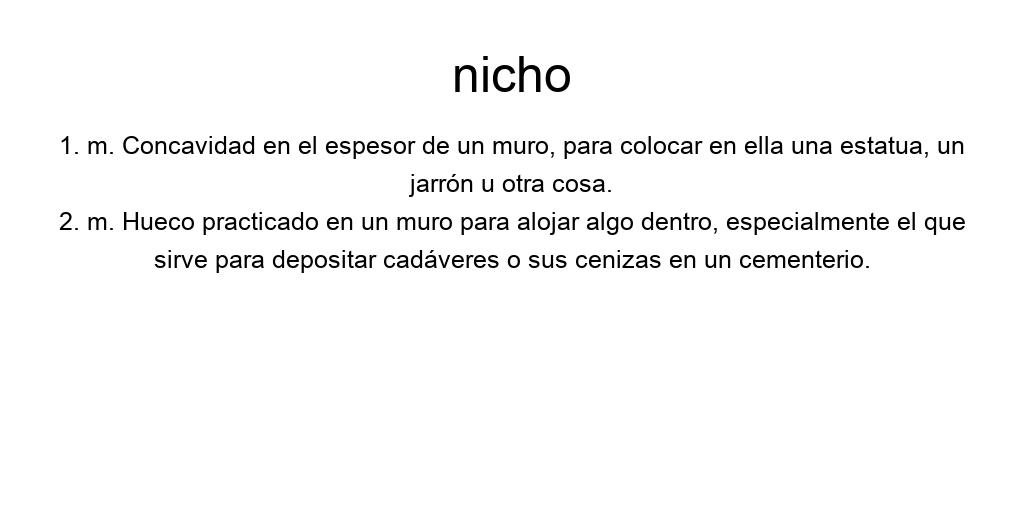 nicho
1. m. Concavidad en el espesor de un muro, para colocar en ella una estatua, un
jarrón u otra cosa.
2. m. Hueco practicado en un muro para alojar algo dentro, especialmente el que
sirve para depositar cadáveres o sus cenizas en un cementerio.